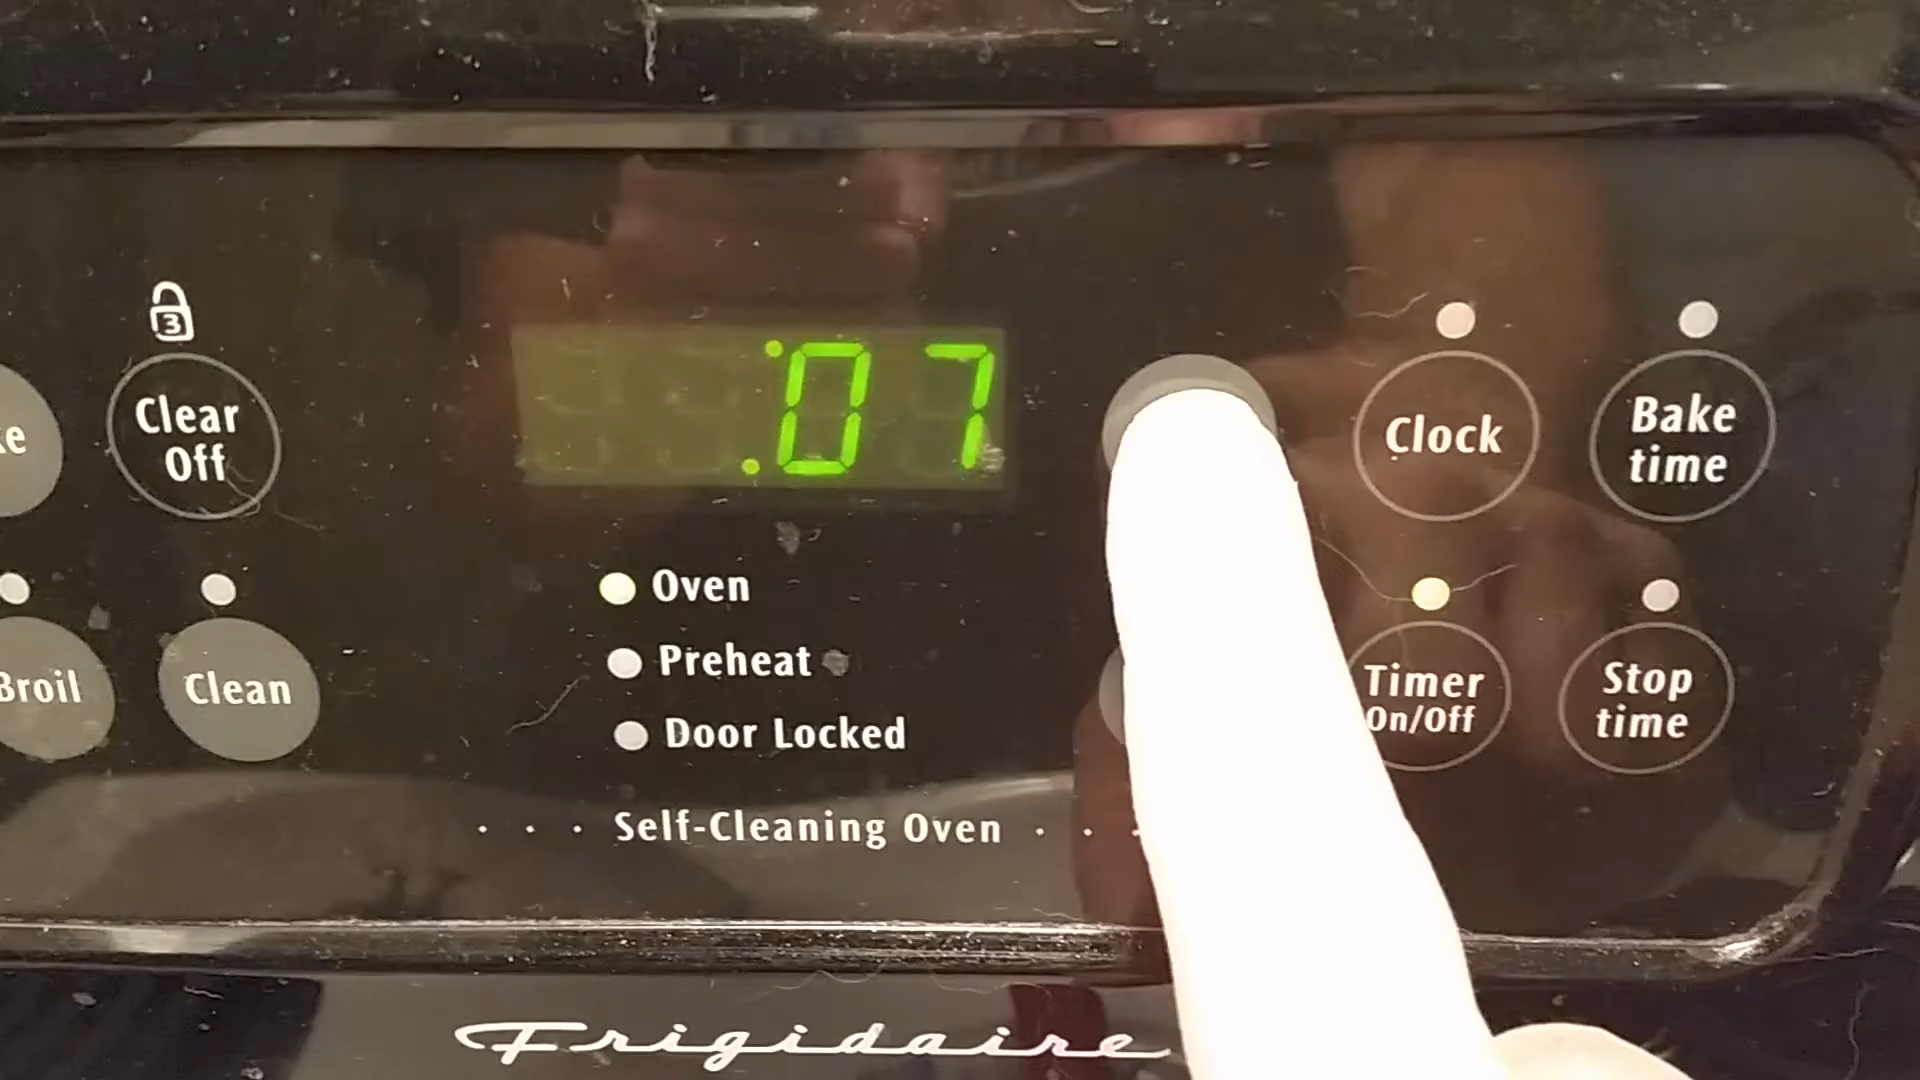 3
Clear
Off
:07
Clock
Bake
time
Oven
Preheat
Door Locked
Broil
Clean
Timer
On/Off
Stop
time
. . . Self-Cleaning Oven . . .
Frigidaire